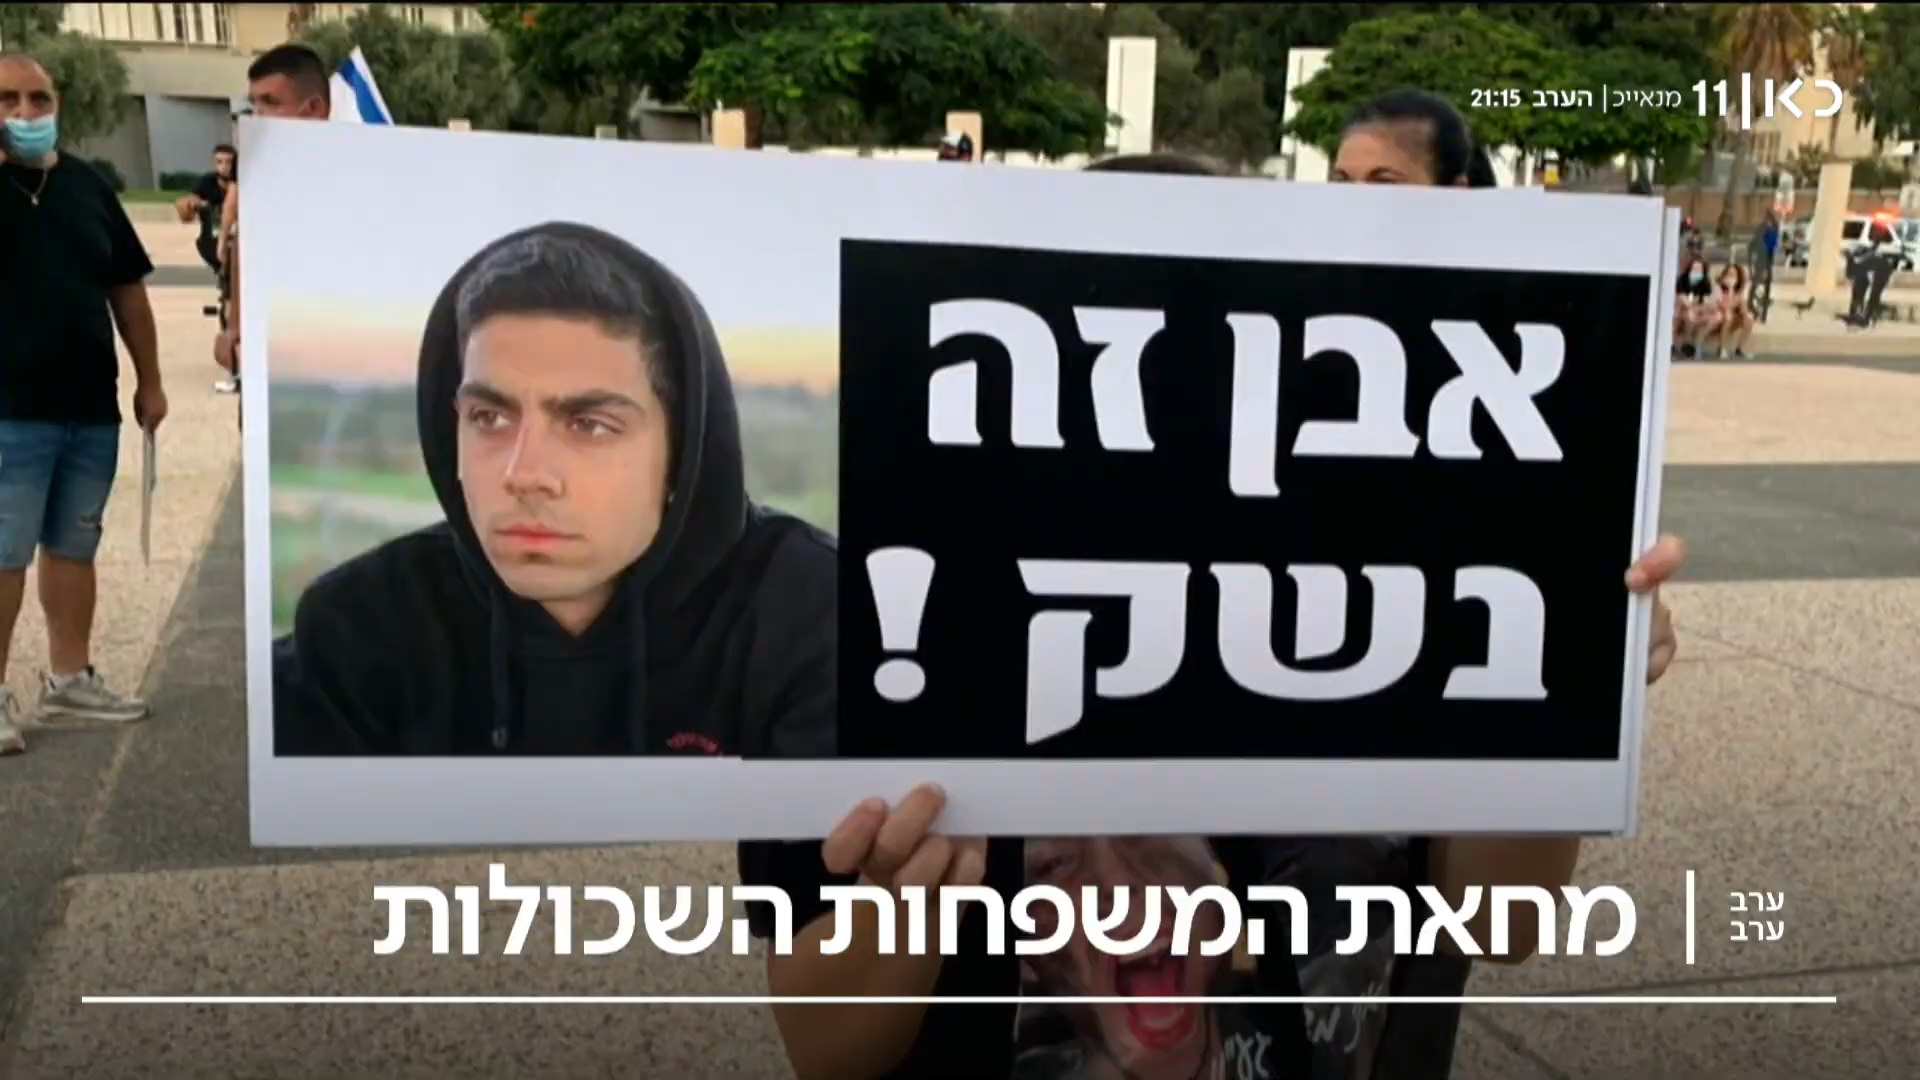 כאן 11 מנאייכ | הערב 21:15
אבן זה
נשק !
ערב
ערב
מחאת המשפחות השכולות